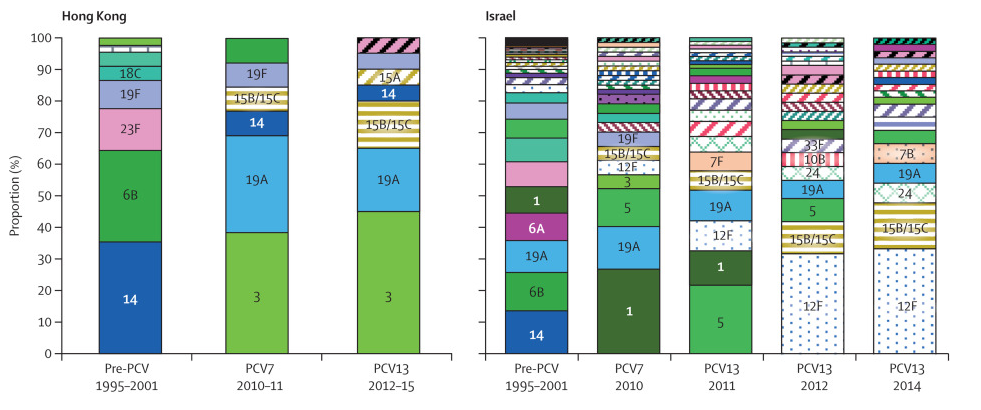 Hong Kong
Israel
Proportion (%)
100
90
80
70
60
50
40
30
20
10
0
14
6B
23F
19F
18C
3
19A
14
15B/15C
19F
3
19A
15B/15C
14
15A
14
6B
19A
6A
1
1
19A
5
3
12F
15B/15C
19F
5
1
12F
19A
15B/15C
7F
12F
15B/15C
5
19A
24
10B
33F
12F
15B/15C
24
19A
7B
Pre-PCV
1995–2001
PCV7
2010–11
PCV13
2012–15
Pre-PCV
1995–2001
PCV7
2010
PCV13
2011
PCV13
2012
PCV13
2014